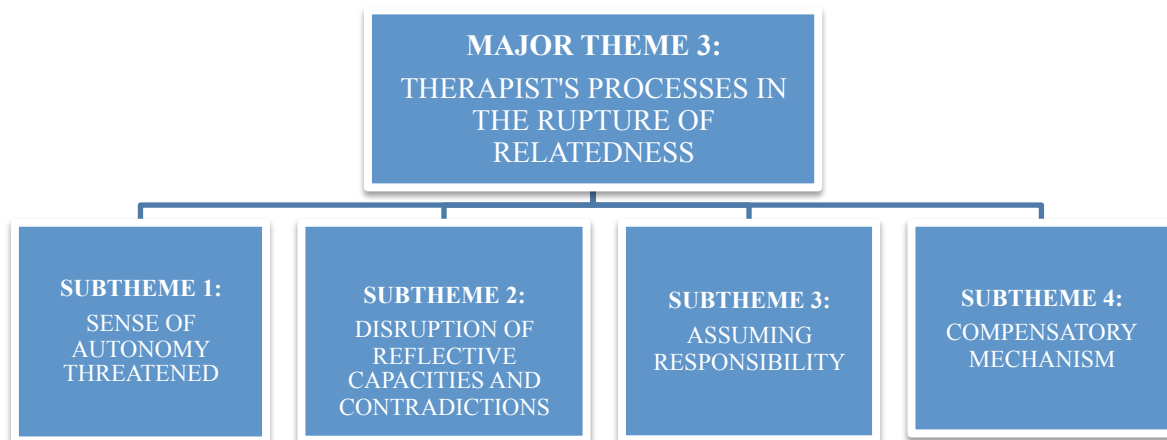 MAJOR THEME 3:
THERAPIST'S PROCESSES IN
THE RUPTURE OF
RELATEDNESS
SUBTHEME 1:
SENSE OF
AUTONOMY
THREATENED
SUBTHEME 2:
DISRUPTION OF
REFLECTIVE
CAPACITIES AND
CONTRADICTIONS
SUBTHEME 3:
ASSUMING
RESPONSIBILITY
SUBTHEME 4:
COMPENSATORY
MECHANISM